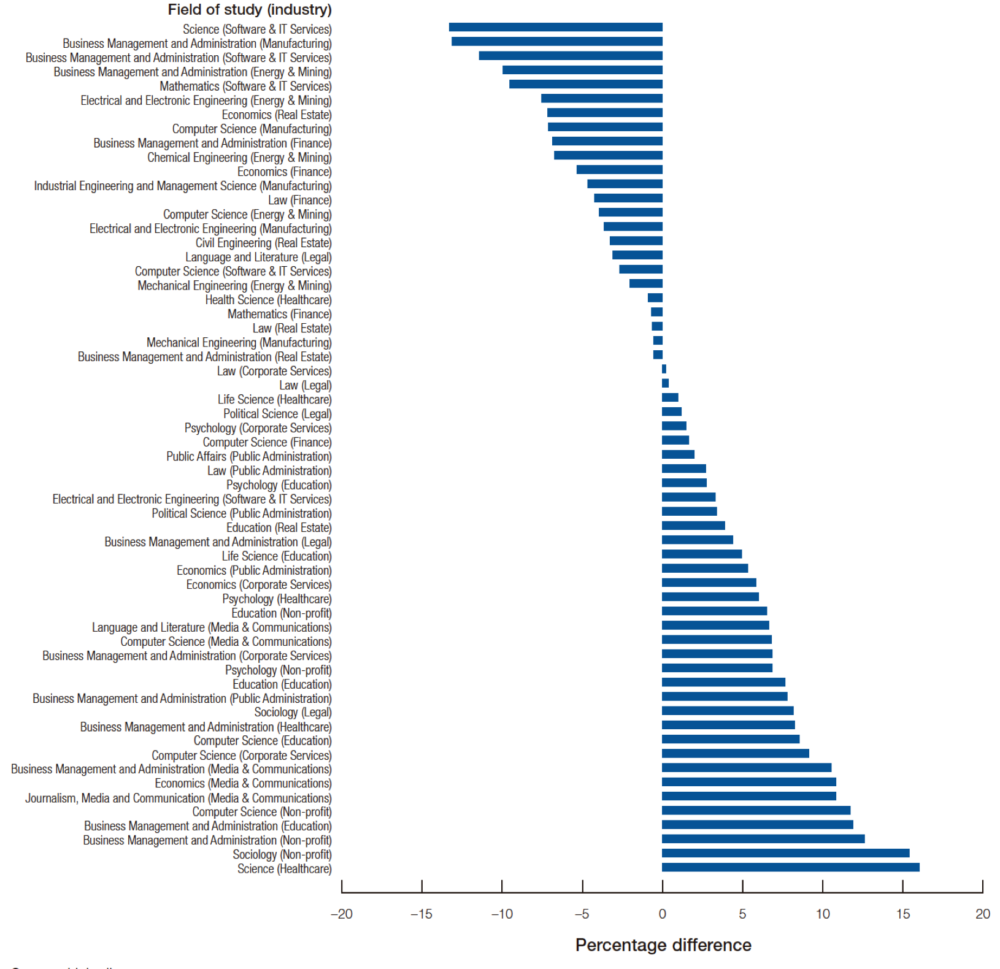 Field of study (industry)
Science (Software & IT Services)
Business Management and Administration (Manufacturing)
Business Management and Administration (Software & IT Services)
Business Management and Administration (Energy & Mining)
Mathematics (Software & IT Services)
Electrical and Electronic Engineering (Energy & Mining)
Economics (Real Estate)
Computer Science (Manufacturing)
Business Management and Administration (Finance)
Chemical Engineering (Energy & Mining)
Economics (Finance)
Industrial Engineering and Management Science (Manufacturing)
Law (Finance)
Computer Science (Energy & Mining)
Electrical and Electronic Engineering (Manufacturing)
Civil Engineering (Real Estate)
Language and Literature (Legal)
Computer Science (Software & IT Services)
Mechanical Engineering (Energy & Mining)
Health Science (Healthcare)
Mathematics (Finance)
Law (Real Estate)
Mechanical Engineering (Manufacturing)
Business Management and Administration (Real Estate)
Law (Corporate Services)
Law (Legal)
Life Science (Healthcare)
Political Science (Legal)
Psychology (Corporate Services)
Computer Science (Finance)
Public Affairs (Public Administration)
Law (Public Administration)
Psychology (Education)
Electrical and Electronic Engineering (Software & IT Services)
Political Science (Public Administration)
Education (Real Estate)
Business Management and Administration (Legal)
Life Science (Education)
Economics (Public Administration)
Economics (Corporate Services)
Psychology (Healthcare)
Education (Non-profit)
Language and Literature (Media & Communications)
Computer Science (Media & Communications)
Business Management and Administration (Corporate Services)
Psychology (Non-profit)
Education (Education)
Business Management and Administration (Public Administration)
Sociology (Legal)
Business Management and Administration (Healthcare)
Computer Science (Education)
Computer Science (Corporate Services)
Business Management and Administration (Media & Communications)
Economics (Media & Communications)
Journalism, Media and Communication (Media & Communications)
Computer Science (Non-profit)
Business Management and Administration (Education)
Business Management and Administration (Non-profit)
Sociology (Non-profit)
Science (Healthcare)
–20 –15 –10 –5 0 5 10 15 20
Percentage difference